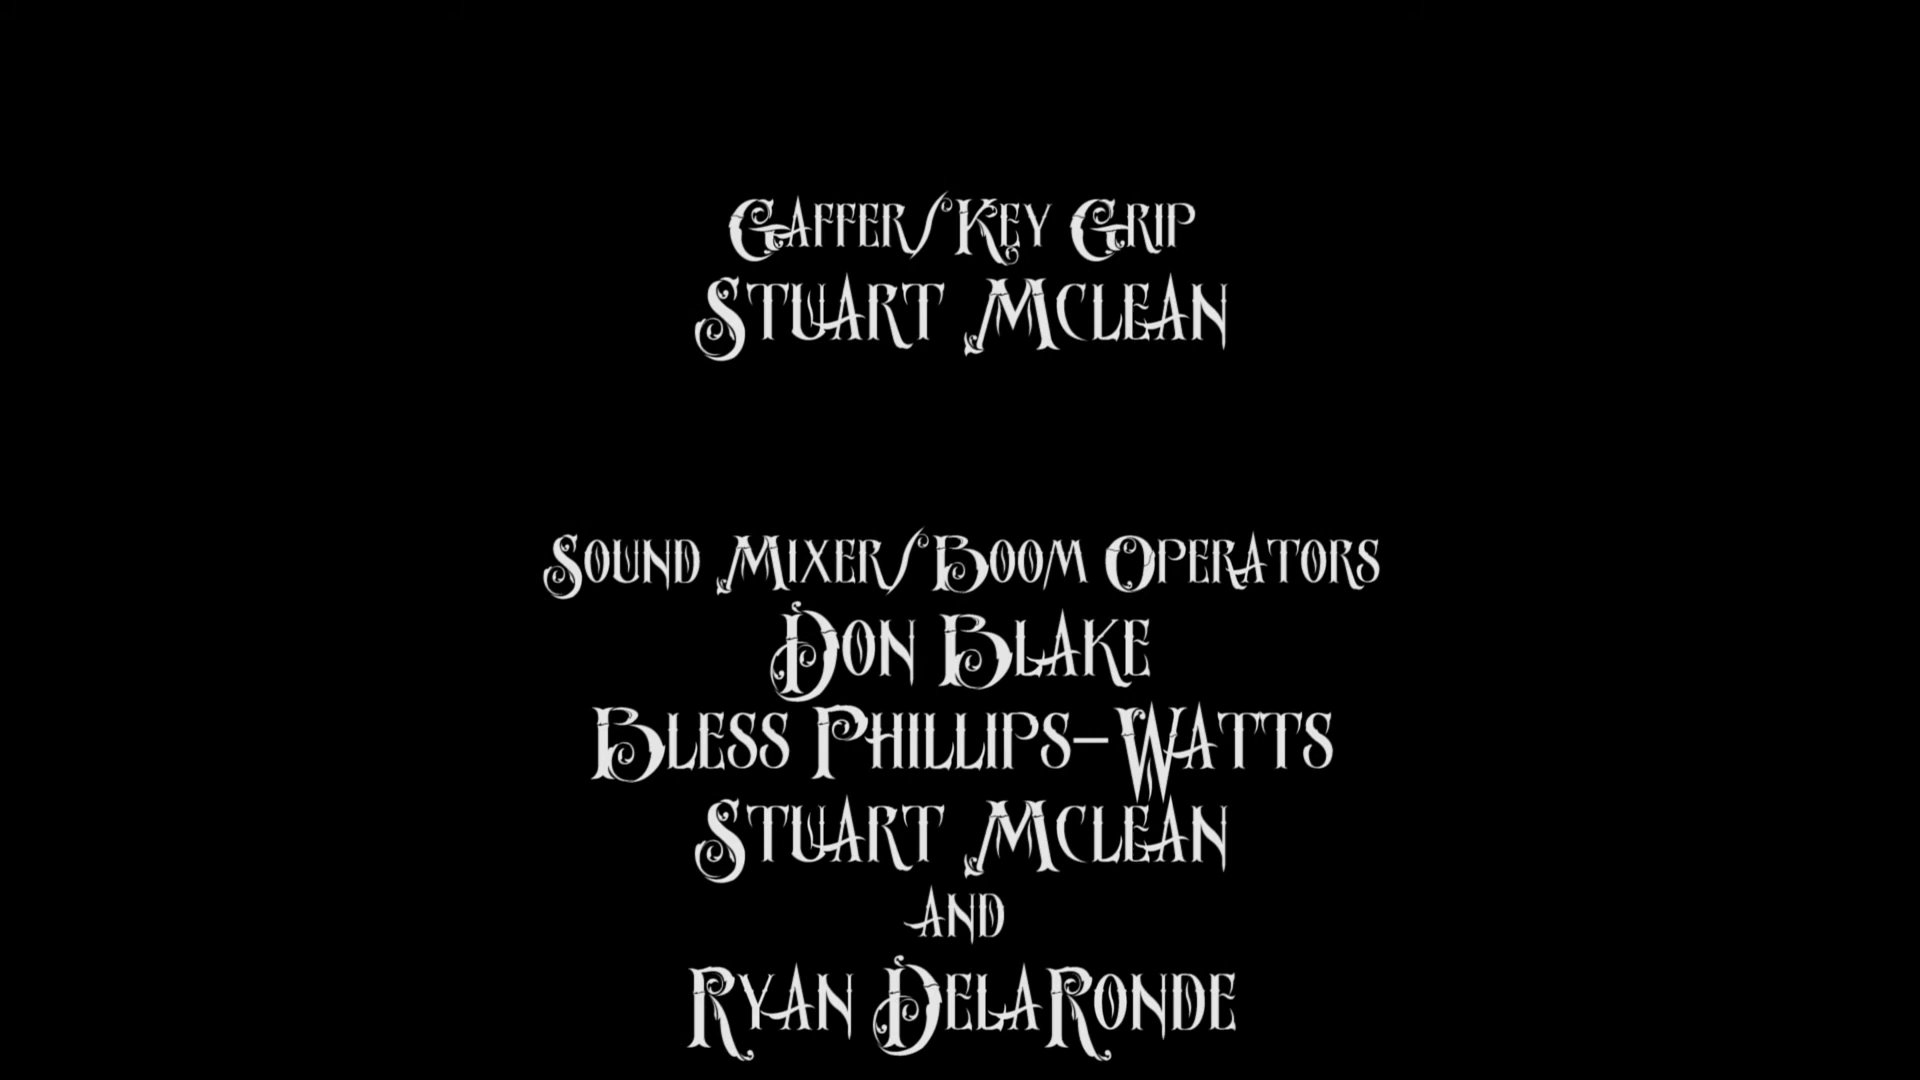 Gaffer/Key Grip
Stuart Mclean
Sound Mixer/Boom Operators
Don Blake
Bless Phillips-Watts
Stuart Mclean
and
Ryan DelaRonde